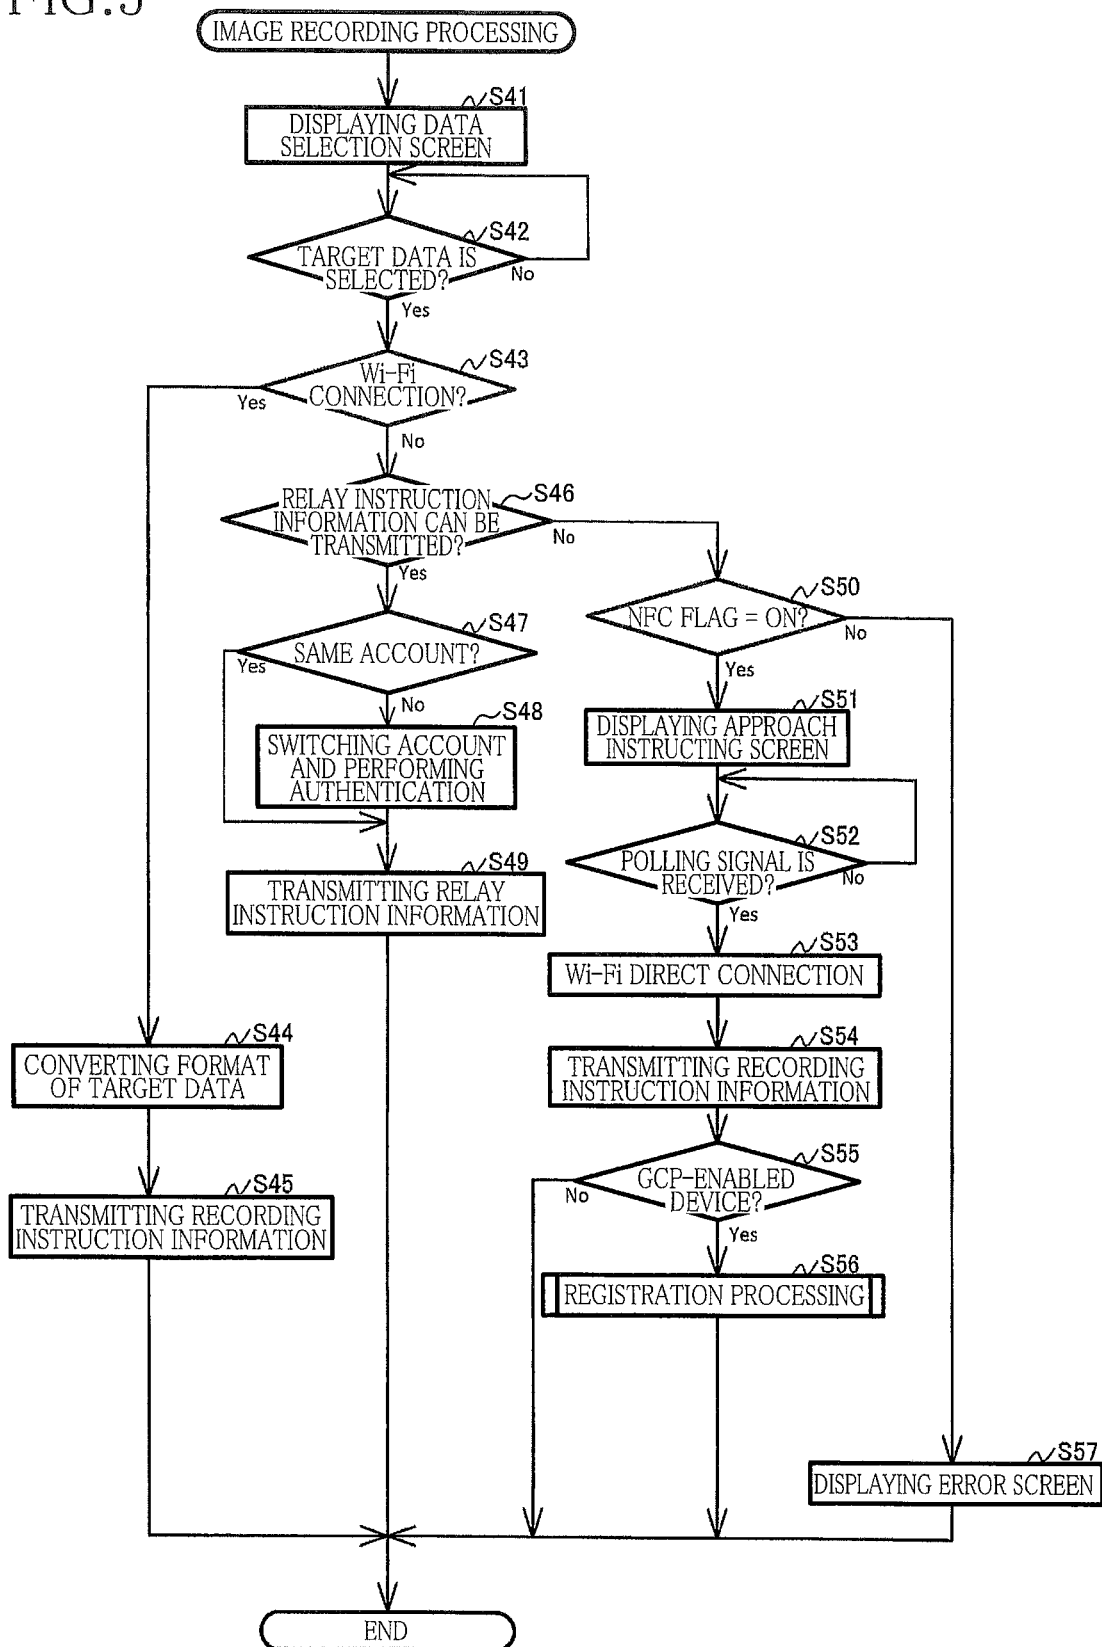 FIG.5
IMAGE RECORDING PROCESSING
S41
DISPLAYING DATA
SELECTION SCREEN
S42
TARGET DATA IS
SELECTED?
No
Yes
S43
Wi-Fi
CONNECTION?
Yes
No
S46
RELAY INSTRUCTION
INFORMATION CAN BE
TRANSMITTED?
No
Yes
S47
SAME ACCOUNT?
Yes
No
S48
SWITCHING ACCOUNT
AND PERFORMING
AUTHENTICATION
S49
TRANSMITTING RELAY
INSTRUCTION INFORMATION
S44
CONVERTING FORMAT
OF TARGET DATA
S45
TRANSMITTING RECORDING
INSTRUCTION INFORMATION
S50
NFC FLAG = ON?
No
Yes
S51
DISPLAYING APPROACH
INSTRUCTING SCREEN
S52
POLLING SIGNAL IS
RECEIVED?
No
Yes
S53
Wi-Fi DIRECT CONNECTION
S54
TRANSMITTING RECORDING
INSTRUCTION INFORMATION
S55
GCP-ENABLED
DEVICE?
No
Yes
S56
REGISTRATION PROCESSING
S57
DISPLAYING ERROR SCREEN
END